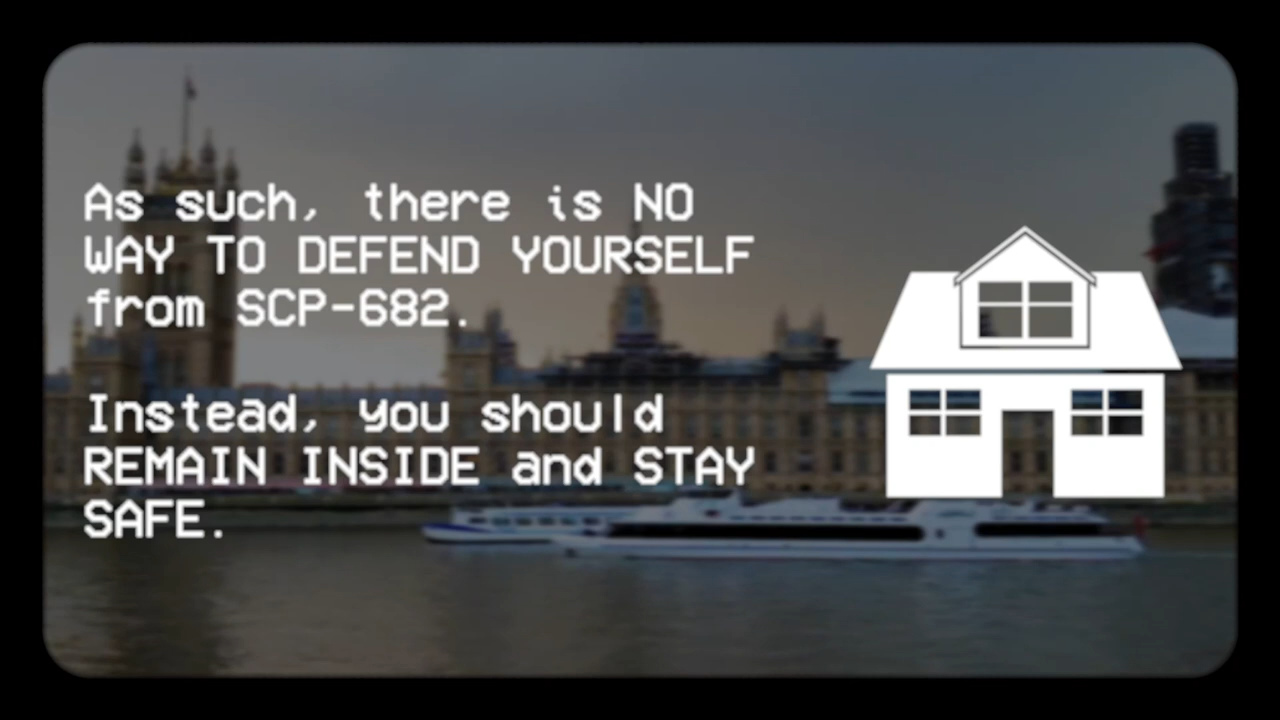 As such, there is NO
WAY TO DEFEND YOURSELF
from SCP-682.
Instead, you should
REMAIN INSIDE and STAY
SAFE.